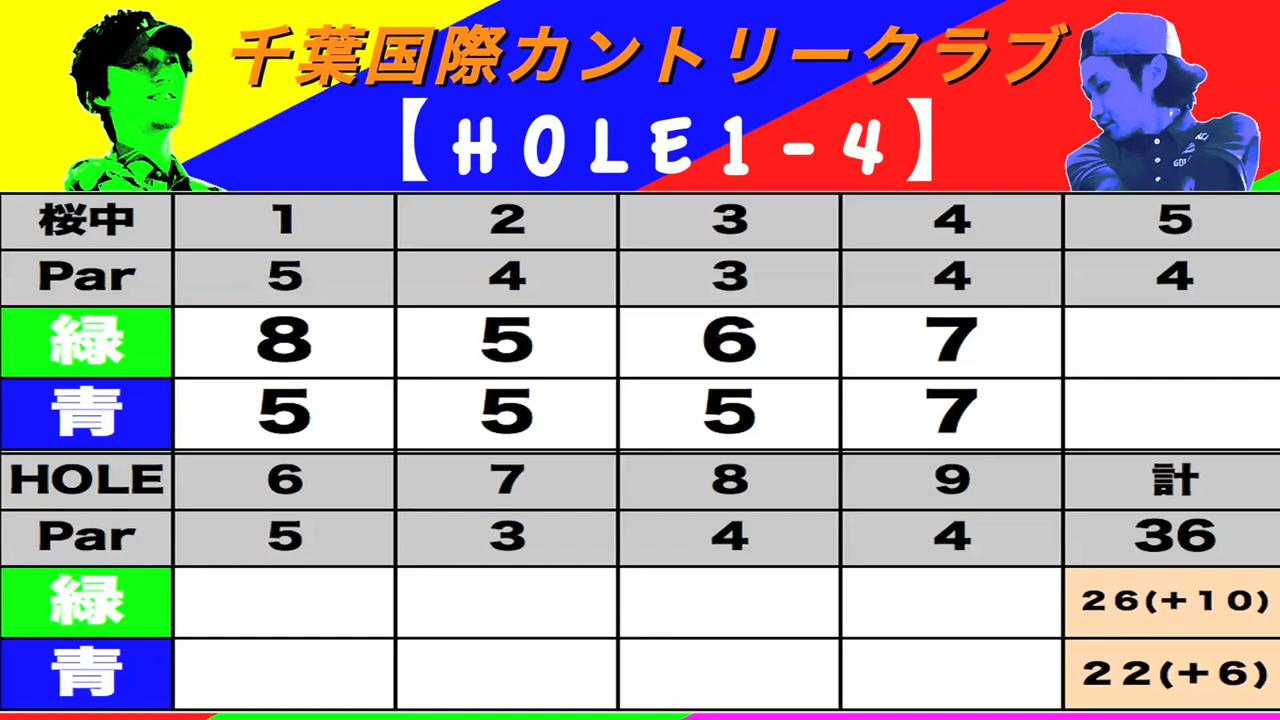 千葉国際カントリークラブ
【HOLE1-4】
桜中 1 2 3 4 5
Par 5 4 3 4 4
緑 8 5 6 7
青 5 5 5 7
HOLE 6 7 8 9 計
Par 5 3 4 4 36
緑 26(+10)
青 22(+6)